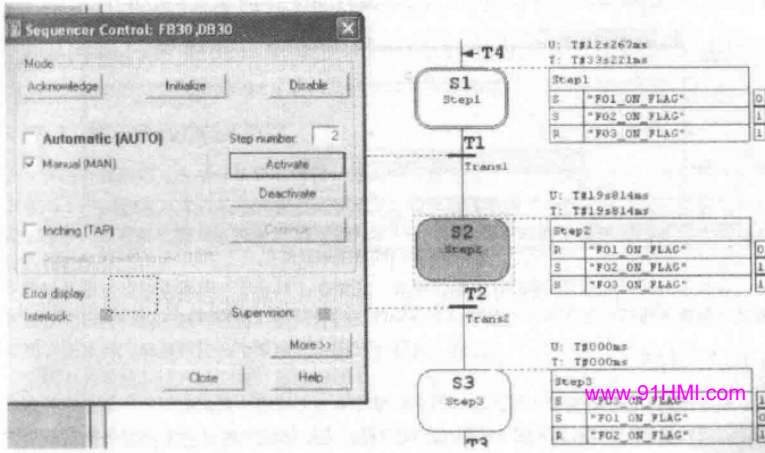 Sequencer Control: FB30 ,DB30
Mode
Acknowledge
Initialize
Disable
Automatic (AUTO)
Step number:
2
Manual (MAN)
Activate
Deactivate
Inching (TAP)
Continue
Error display
Interlock:
Supervision:
More>>
Close
Help
T4
S1
Step1
T1
Trans1
S2
Step2
T2
Trans2
S3
Step3
T3
U: T#12s267ms
T: T#33s221ms
Step1
S "FO1_ON_FLAG" 0
S "FO2_ON_FLAG" 1
R "FO3_ON_FLAG" 1
U: T#19s814ms
T: T#19s814ms
Step2
R "FO1_ON_FLAG" 0
S "FO2_ON_FLAG" 1
S "FO3_ON_FLAG" 1
U: T#000ms
T: T#000ms
Step3
www.91HMI.com
S "FO3_ON_FLAG" 1
S "FO1_ON_FLAG" 0
R "FO2_ON_FLAG" 1